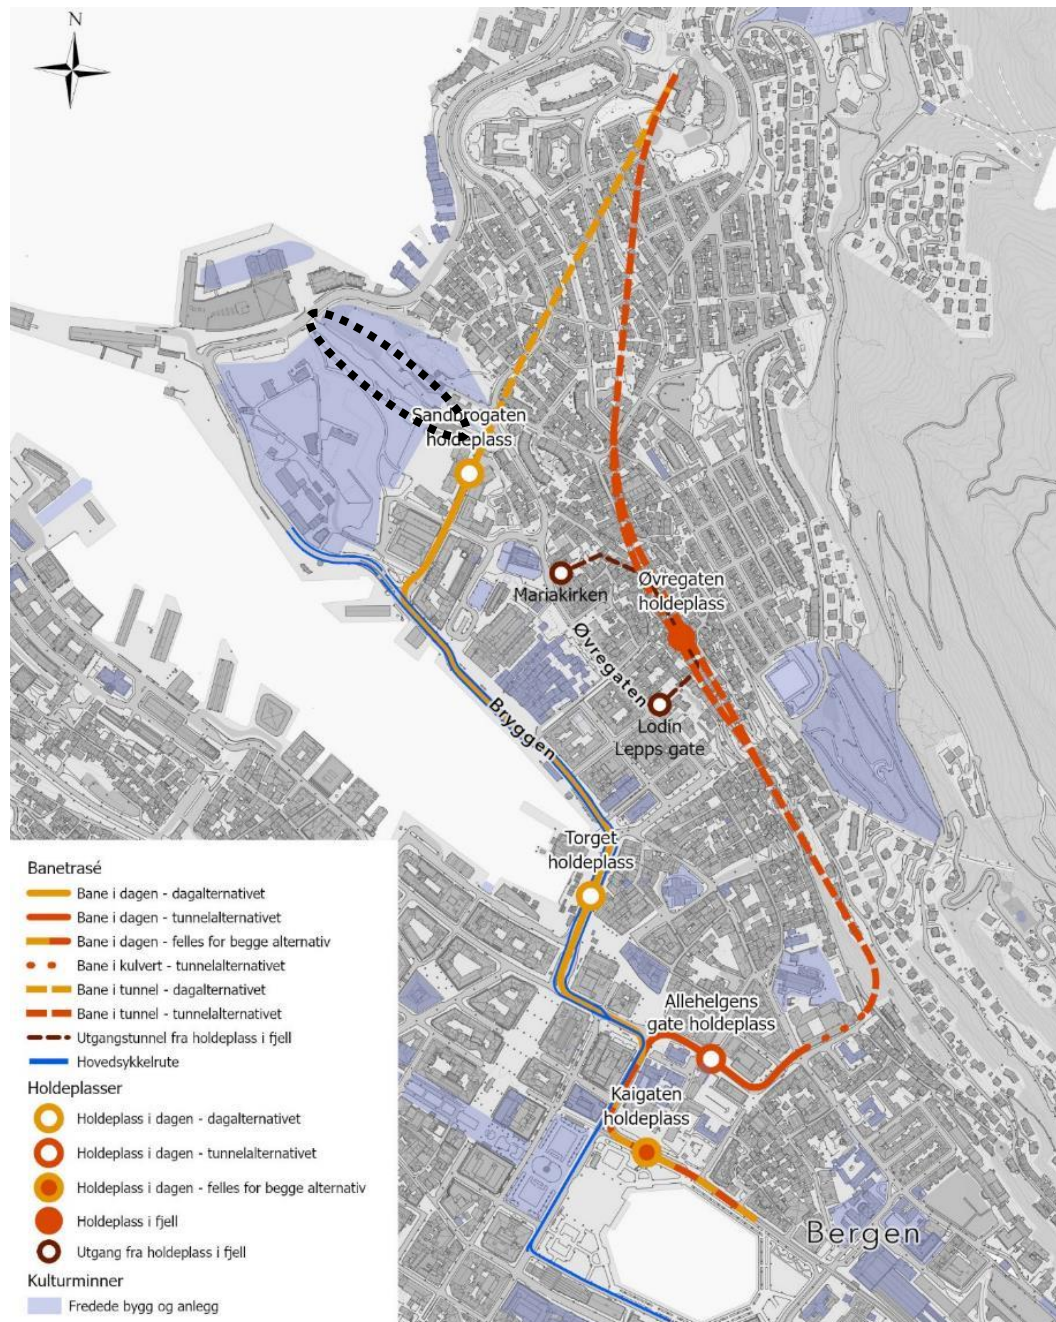 N
Sandbrogaten
holdeplass
Øvregaten
holdeplass
Mariakirken
Øvregaten
Lodin
Lepps gate
Bryggen
Torget
holdeplass
Allehelgens
gate holdeplass
Kaigaten
holdeplass
Bergen
Banetrasé
Bane i dagen - dagalternativet
Bane i dagen - tunnelalternativet
Bane i dagen - felles for begge alternativ
Bane i kulvert - tunnelalternativet
Bane i tunnel - dagalternativet
Bane i tunnel - tunnelalternativet
Utgangstunnel fra holdeplass i fjell
Hovedsykkelrute
Holdeplasser
Holdeplass i dagen - dagalternativet
Holdeplass i dagen - tunnelalternativet
Holdeplass i dagen - felles for begge alternativ
Holdeplass i fjell
Utgang fra holdeplass i fjell
Kulturminner
Fredede bygg og anlegg